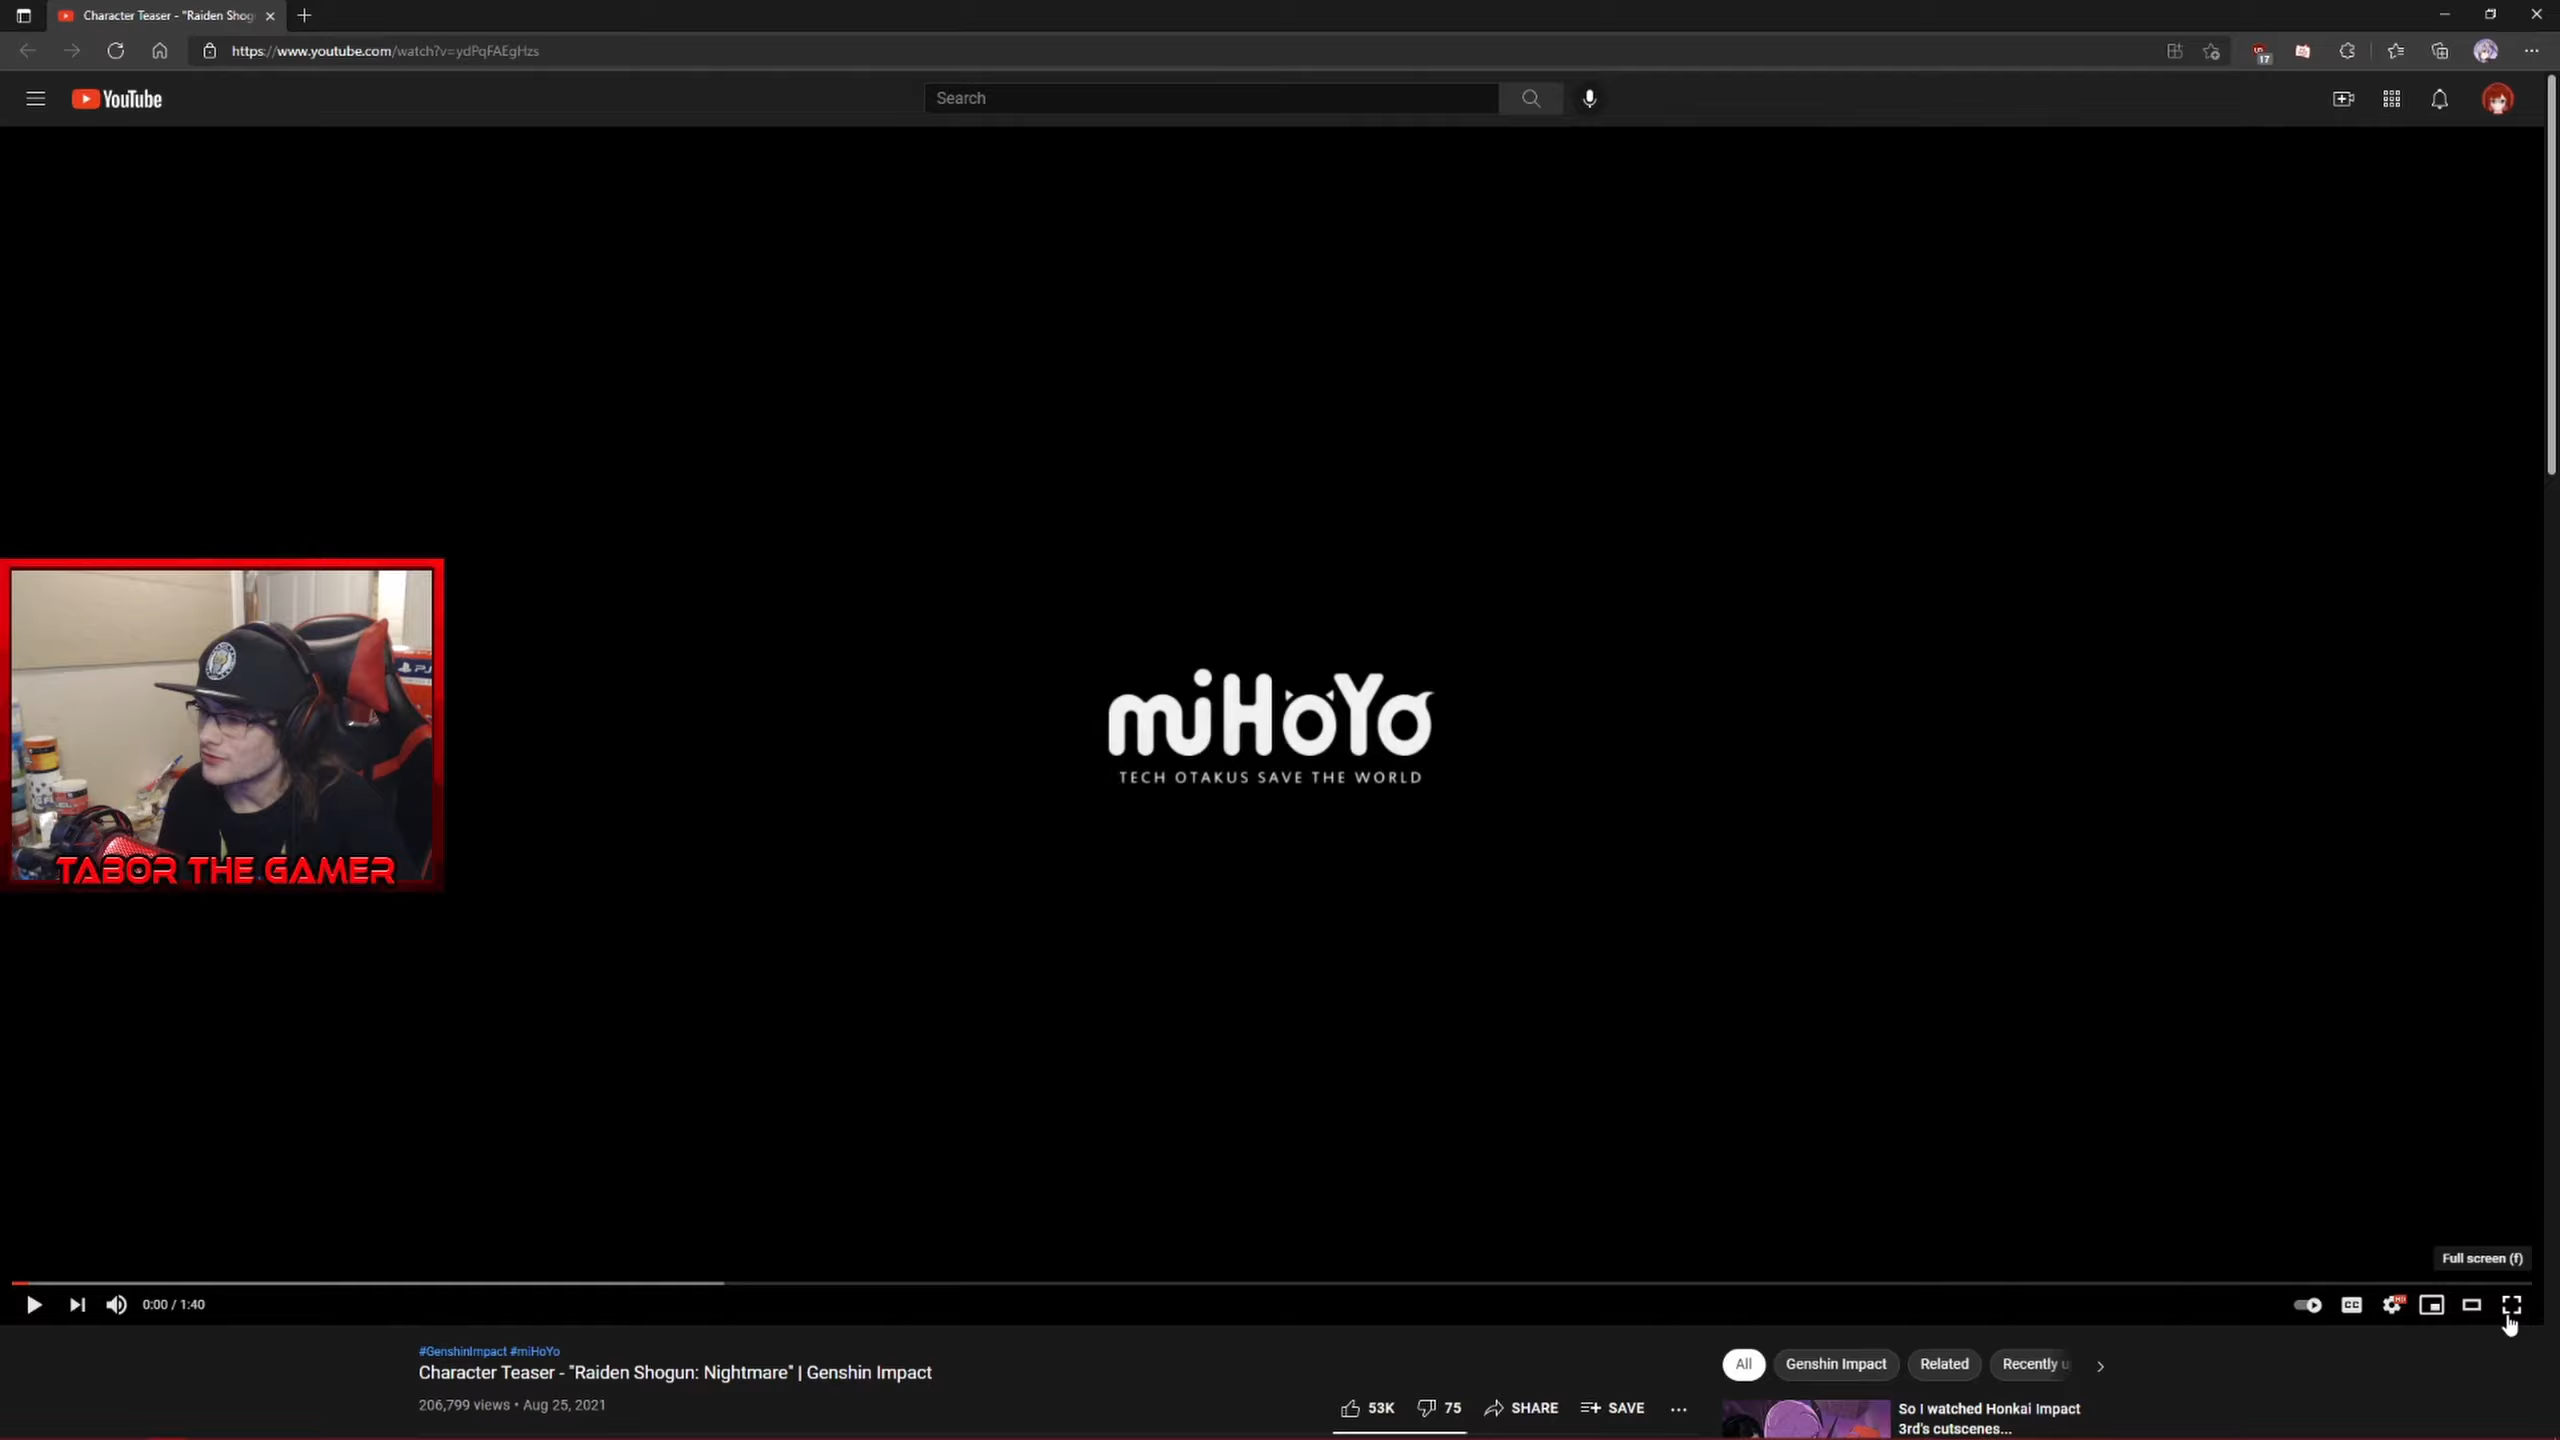 Character Teaser - "Raiden Shog
https://www.youtube.com/watch?v=ydPqFAEgHzs
17
YouTube
Search
miHoYo
TECH OTAKUS SAVE THE WORLD
TABOR THE GAMER
Full screen (f)
0:00 / 1:40
CC
HD
#GenshinImpact #miHoYo
Character Teaser - "Raiden Shogun: Nightmare" | Genshin Impact
206,799 views • Aug 25, 2021
53K
75
SHARE
SAVE
All
Genshin Impact
Related
Recently u
So I watched Honkai Impact
3rd's cutscenes...